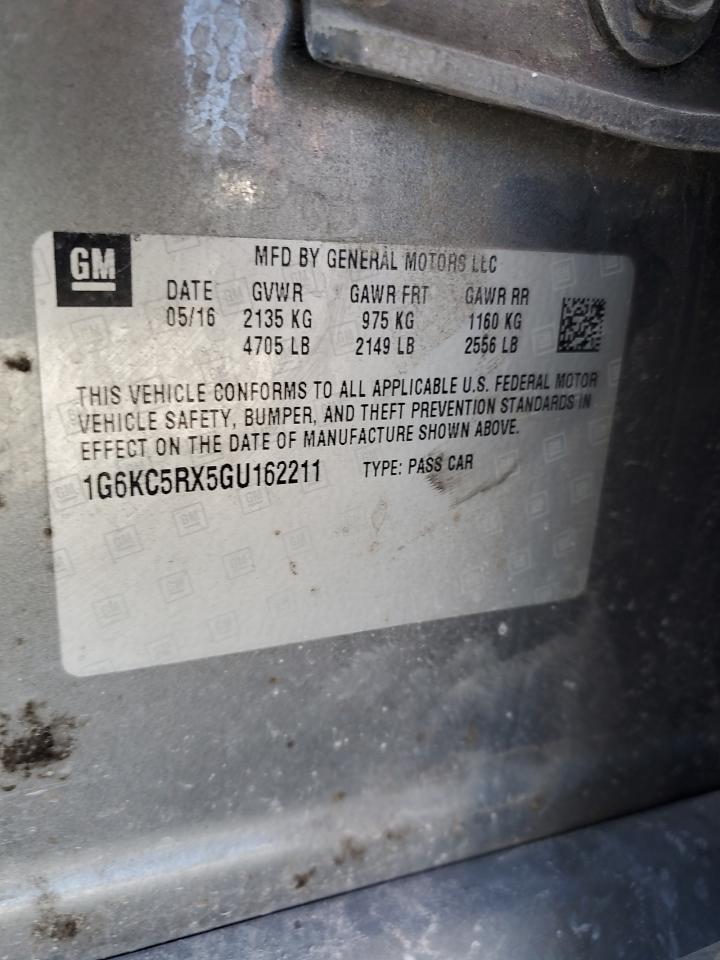 GM
MFD BY GENERAL MOTORS LLC
DATE GVWR GAWR FRT GAWR RR
05/16 2135 KG 975 KG 1160 KG
4705 LB 2149 LB 2556 LB
THIS VEHICLE CONFORMS TO ALL APPLICABLE U.S. FEDERAL MOTOR
VEHICLE SAFETY, BUMPER, AND THEFT PREVENTION STANDARDS IN
EFFECT ON THE DATE OF MANUFACTURE SHOWN ABOVE.
1G6KC5RX5GU162211 TYPE: PASS CAR